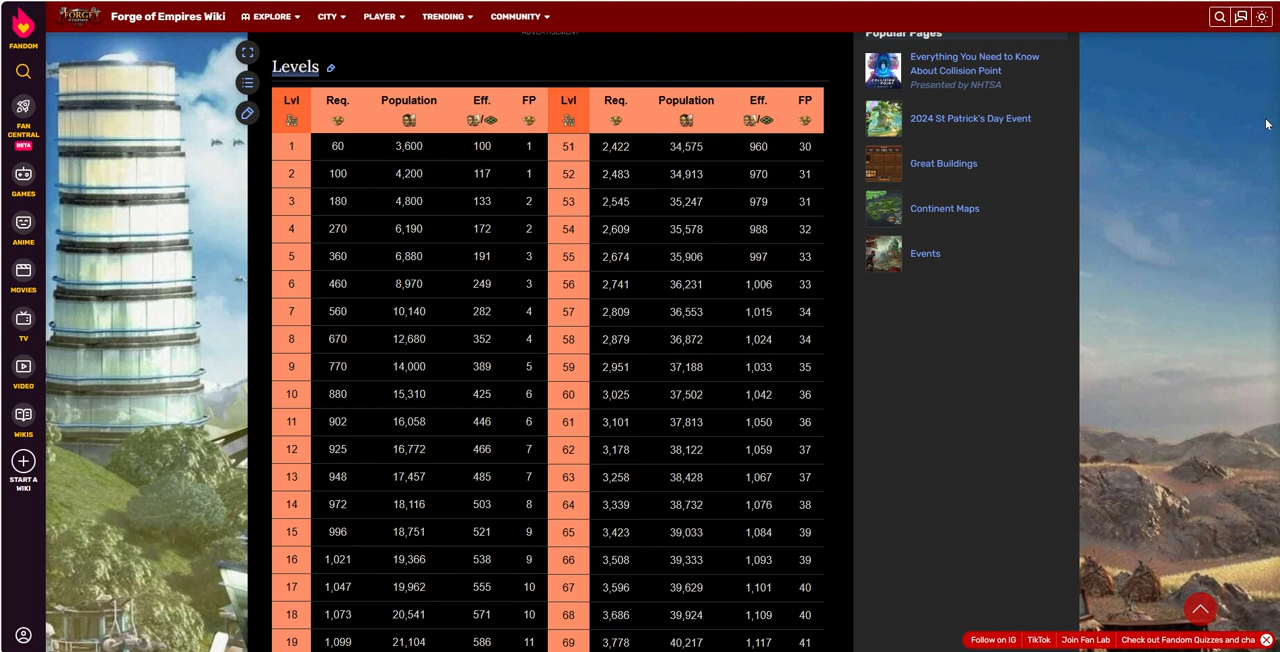 FORGE OF EMPIRES
Forge of Empires Wiki
EXPLORE
CITY
PLAYER
TRENDING
COMMUNITY
FANDOM
FAN CENTRAL
BETA
GAMES
ANIME
MOVIES
TV
VIDEO
WIKIS
START A WIKI
ADVERTISEMENT
Levels
Lvl Req. Population Eff. FP Lvl Req. Population Eff. FP
/ /
1 60 3,600 100 1 51 2,422 34,575 960 30
2 100 4,200 117 1 52 2,483 34,913 970 31
3 180 4,800 133 2 53 2,545 35,247 979 31
4 270 6,190 172 2 54 2,609 35,578 988 32
5 360 6,880 191 3 55 2,674 35,906 997 33
6 460 8,970 249 3 56 2,741 36,231 1,006 33
7 560 10,140 282 4 57 2,809 36,553 1,015 34
8 670 12,680 352 4 58 2,879 36,872 1,024 34
9 770 14,000 389 5 59 2,951 37,188 1,033 35
10 880 15,310 425 6 60 3,025 37,502 1,042 36
11 902 16,058 446 6 61 3,101 37,813 1,050 36
12 925 16,772 466 7 62 3,178 38,122 1,059 37
13 948 17,457 485 7 63 3,258 38,428 1,067 37
14 972 18,116 503 8 64 3,339 38,732 1,076 38
15 996 18,751 521 9 65 3,423 39,033 1,084 39
16 1,021 19,366 538 9 66 3,508 39,333 1,093 39
17 1,047 19,962 555 10 67 3,596 39,629 1,101 40
18 1,073 20,541 571 10 68 3,686 39,924 1,109 40
19 1,099 21,104 586 11 69 3,778 40,217 1,117 41
Popular Pages
Everything You Need to Know
About Collision Point
Presented by NHTSA
2024 St Patrick's Day Event
Great Buildings
Continent Maps
Events
Follow on IG
TikTok
Join Fan Lab
Check out Fandom Quizzes and cha